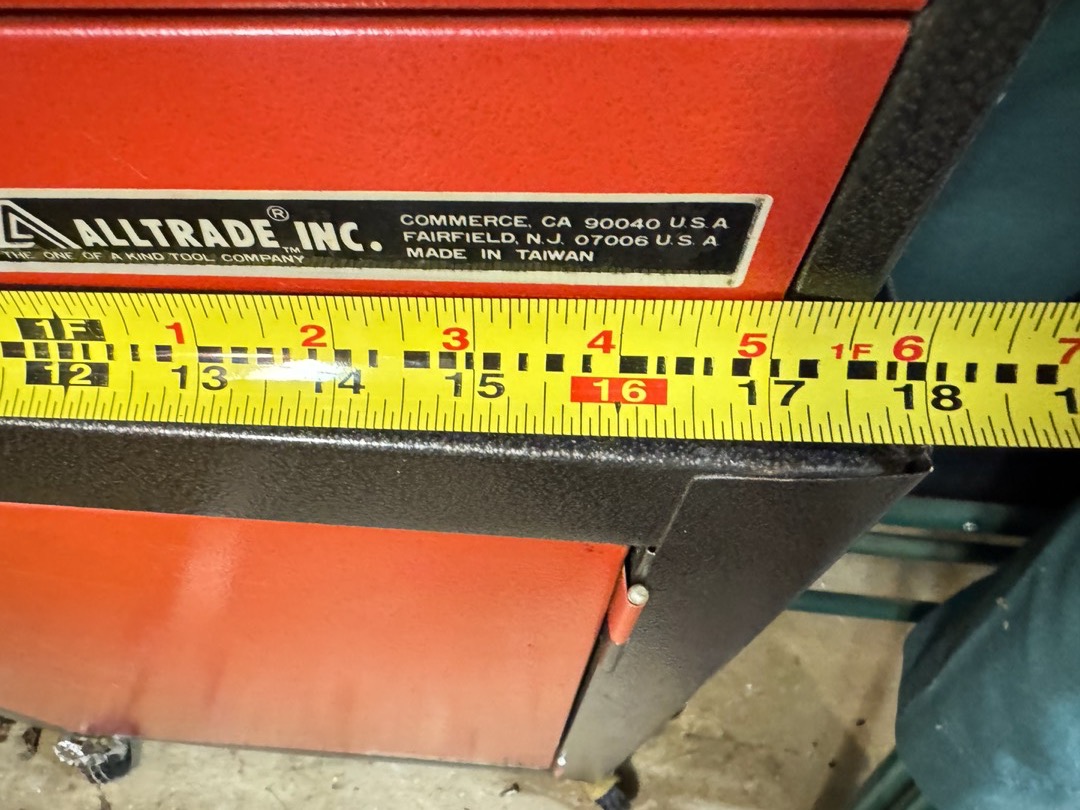 ALLTRADE® INC.
THE ONE OF A KIND TOOL COMPANY™
COMMERCE, CA 90040 U.S.A
FAIRFIELD, N.J. 07006 U.S.A
MADE IN TAIWAN
1F 1 2 3 4 5 1F 6 7
12 13 14 15 16 17 18